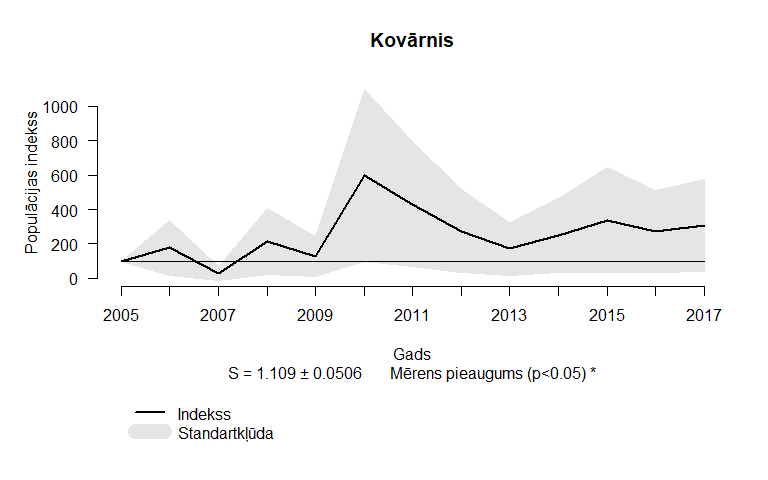 Kovārnis
Populācijas indekss
1000
800
600
400
200
0
2005 2007 2009 2011 2013 2015 2017
Gads
S = 1.109 ± 0.0506 Mērens pieaugums (p<0.05) *
Indekss
Standartkļūda